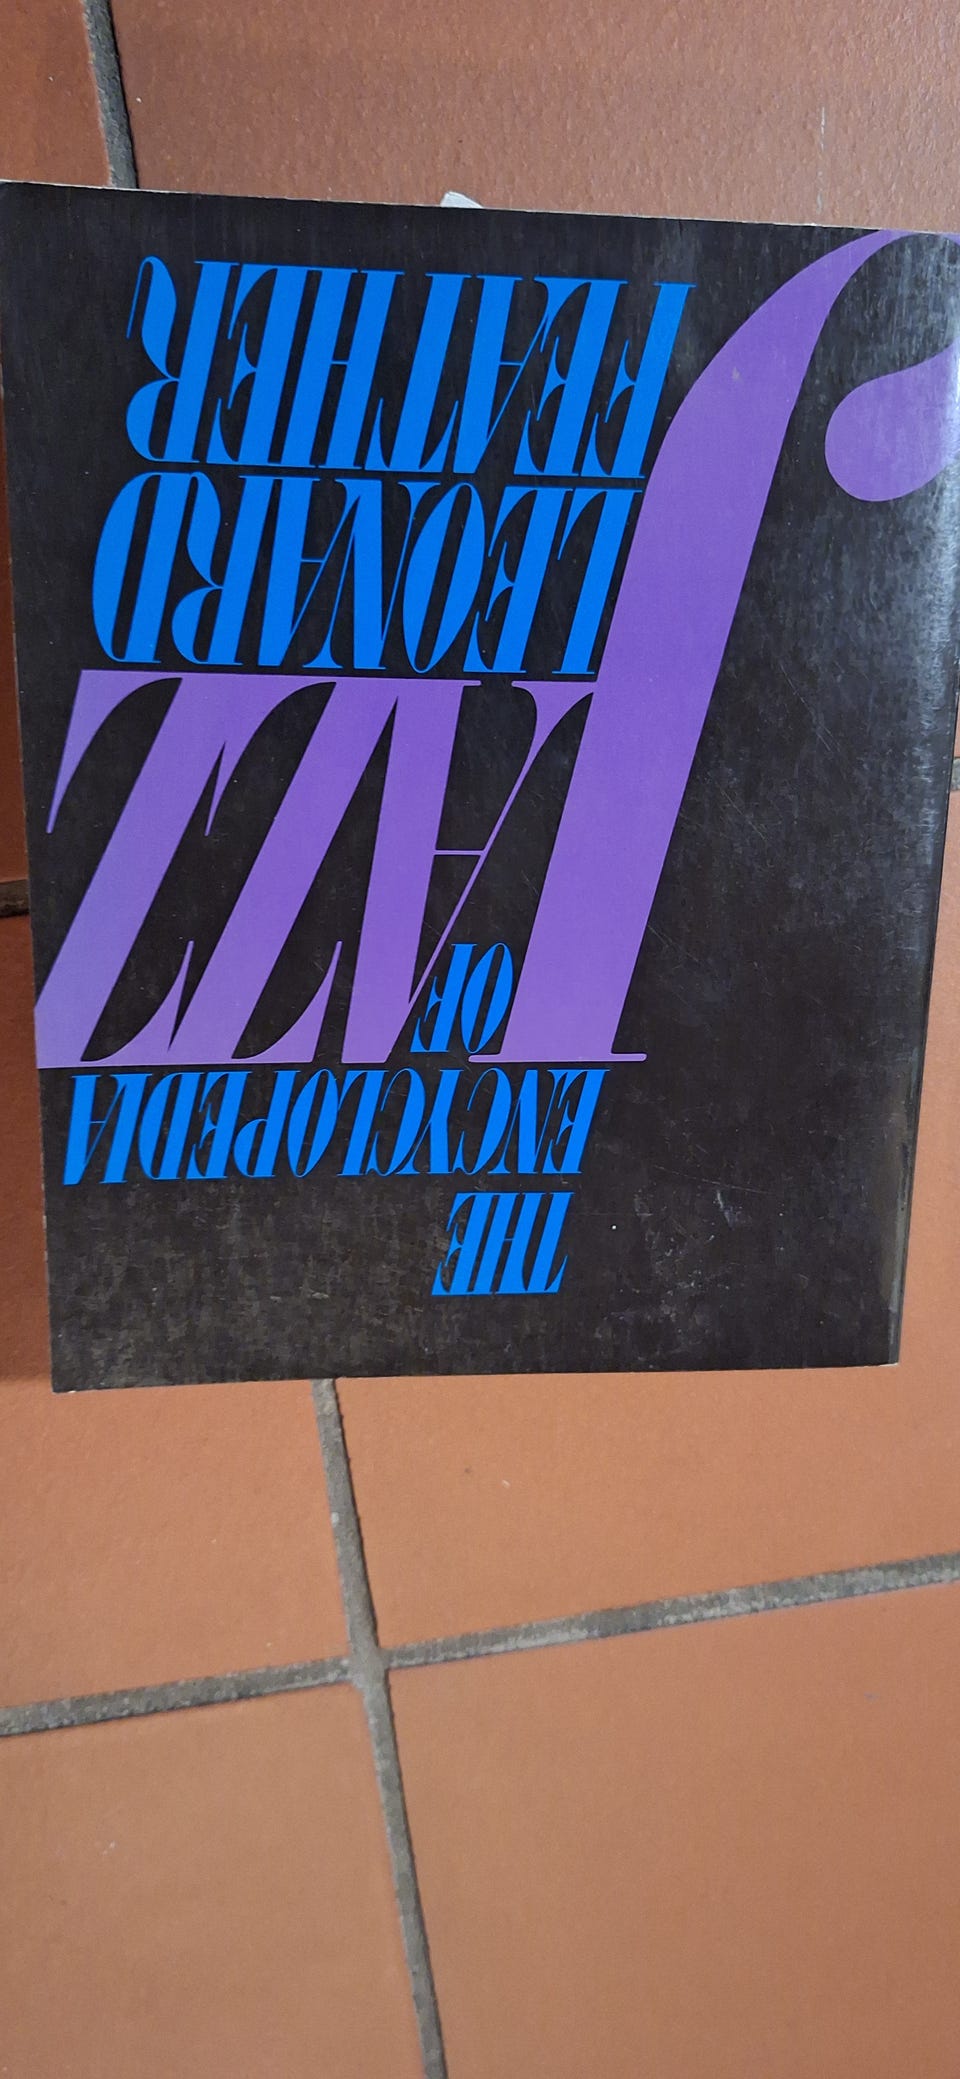 THE
ENCYCLOPEDIA
OF
JAZZ
LEONARD
FEATHER